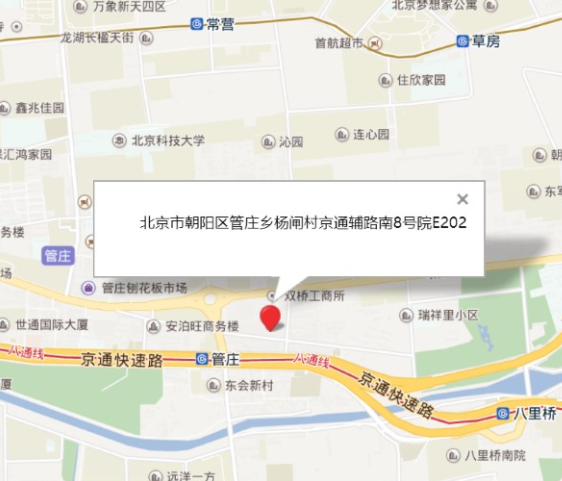 万象新天四区
北京梦想家公寓
常营
龙湖长楹天街
首航超市
草房
住欣家园
鑫兆佳园
北京科技大学
沁园
连心园
汇鸿家园
朝
东军
北京市朝阳区管庄乡杨闸村京通辅路南8号院E202
务楼
管庄
场
管庄刨花板市场
双桥工商所
世通国际大厦
安泊旺商务楼
瑞祥里小区
八通线
京通快速路
管庄
八通线
京通快速路
厦
东会新村
八里桥
八里桥南院
远洋一方